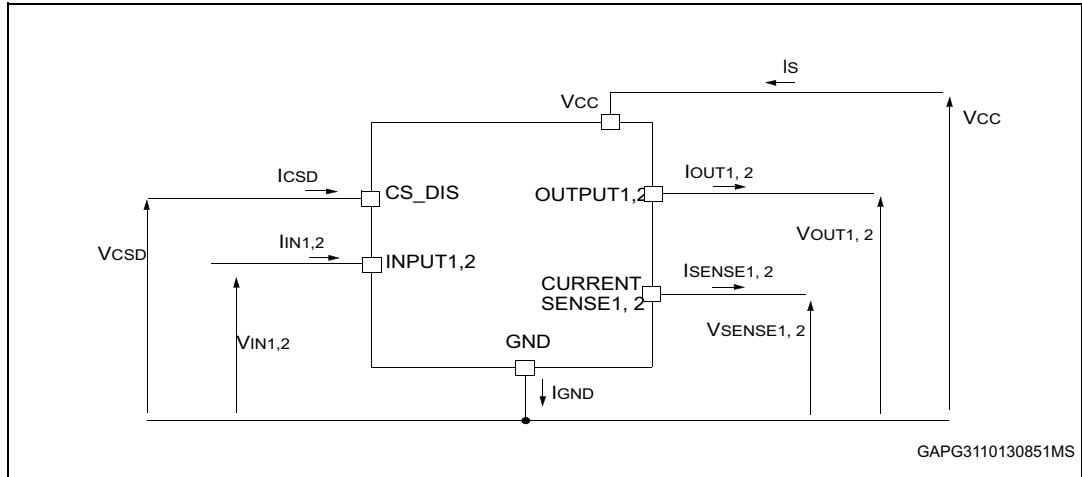 IS
VCC
VCC
ICSD
CS_DIS
OUTPUT1,2
IOUT1, 2
VCSD
IIN1,2
INPUT1,2
VOUT1, 2
ISENSE1, 2
CURRENT
SENSE1, 2
VIN1,2
GND
VSENSE1, 2
IGND
GAPG3110130851MS